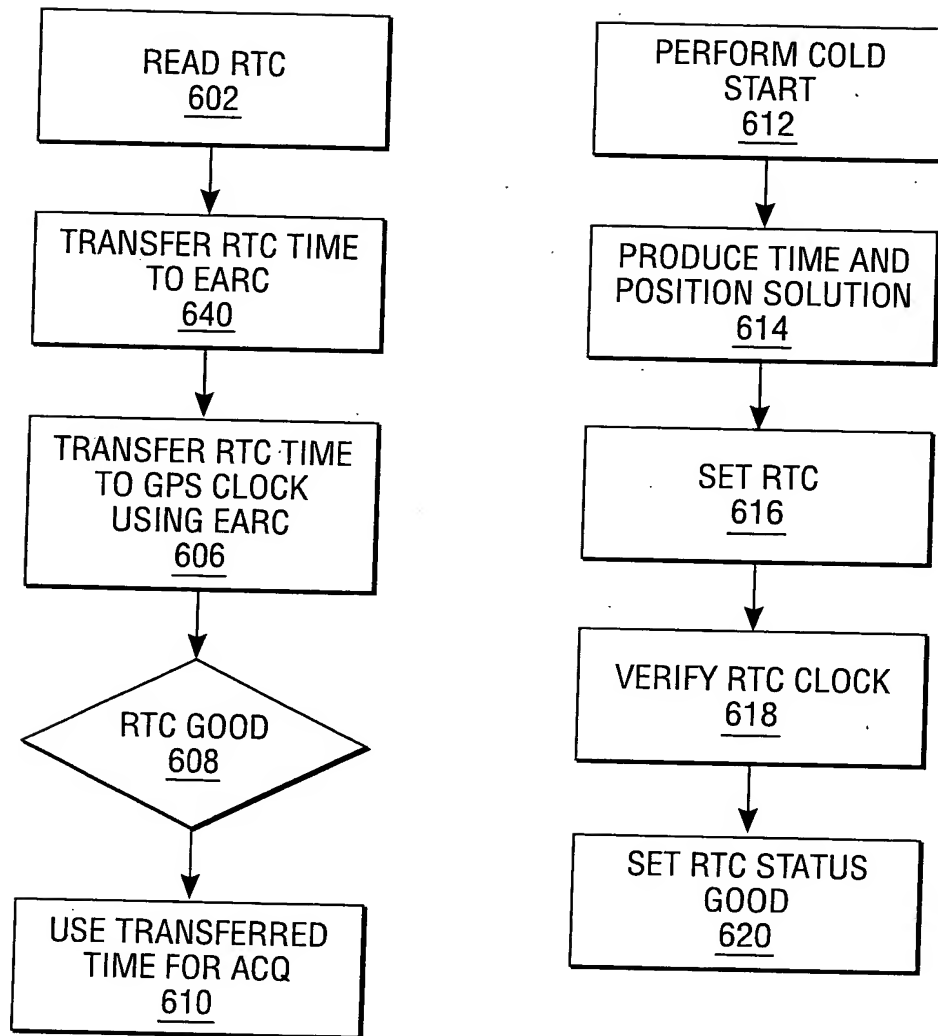 READ RTC
602
TRANSFER RTC TIME
TO EARC
640
TRANSFER RTC TIME
TO GPS CLOCK
USING EARC
606
RTC GOOD
608
USE TRANSFERRED
TIME FOR ACQ
610
PERFORM COLD
START
612
PRODUCE TIME AND
POSITION SOLUTION
614
SET RTC
616
VERIFY RTC CLOCK
618
SET RTC STATUS
GOOD
620